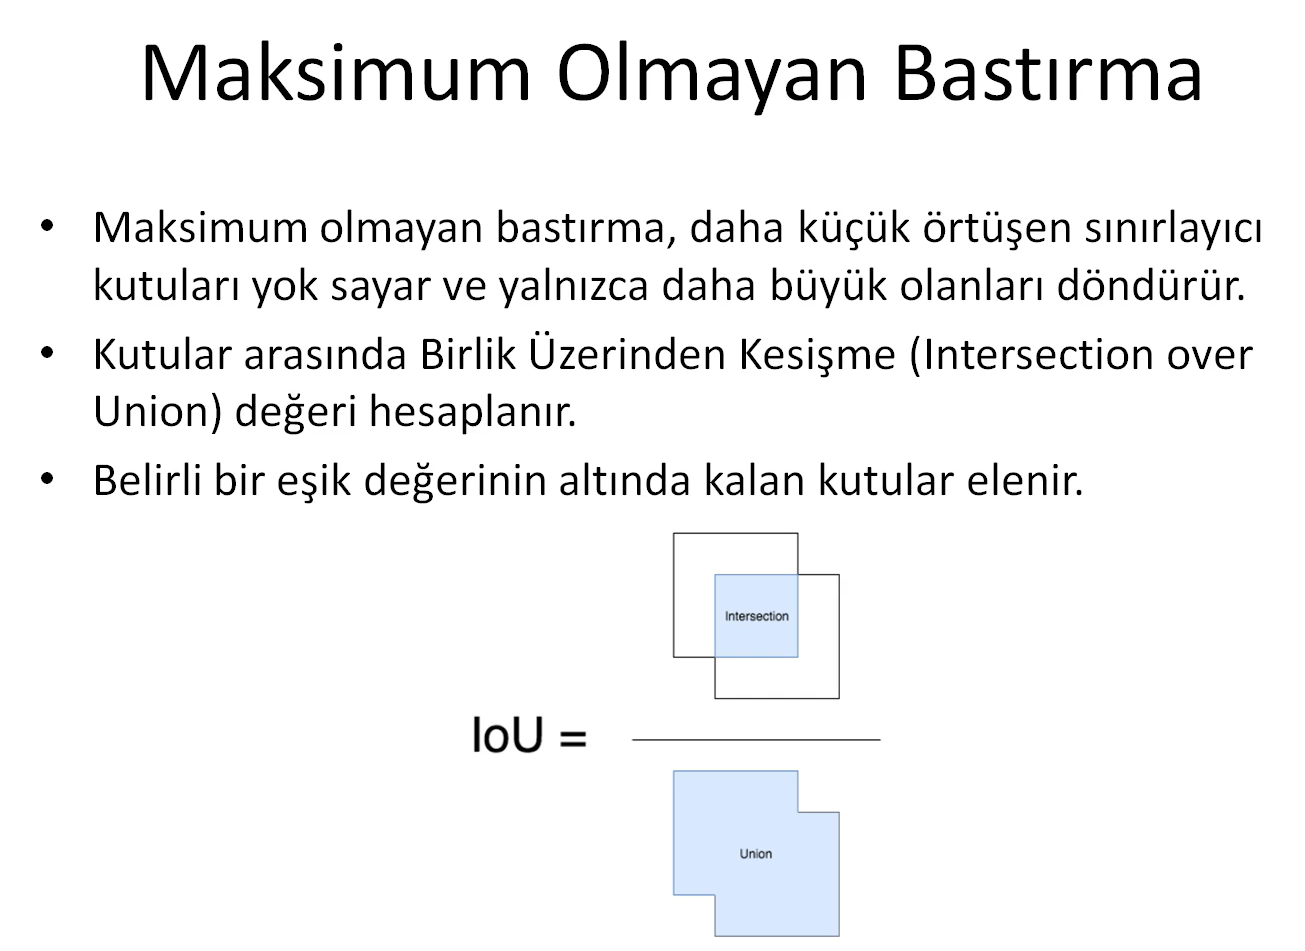 Maksimum Olmayan Bastırma
• Maksimum olmayan bastırma, daha küçük örtüşen sınırlayıcı
kutuları yok sayar ve yalnızca daha büyük olanları döndürür.
• Kutular arasında Birlik Üzerinden Kesişme (Intersection over
Union) değeri hesaplanır.
• Belirli bir eşik değerinin altında kalan kutular elenir.
Intersection
IoU =
Union